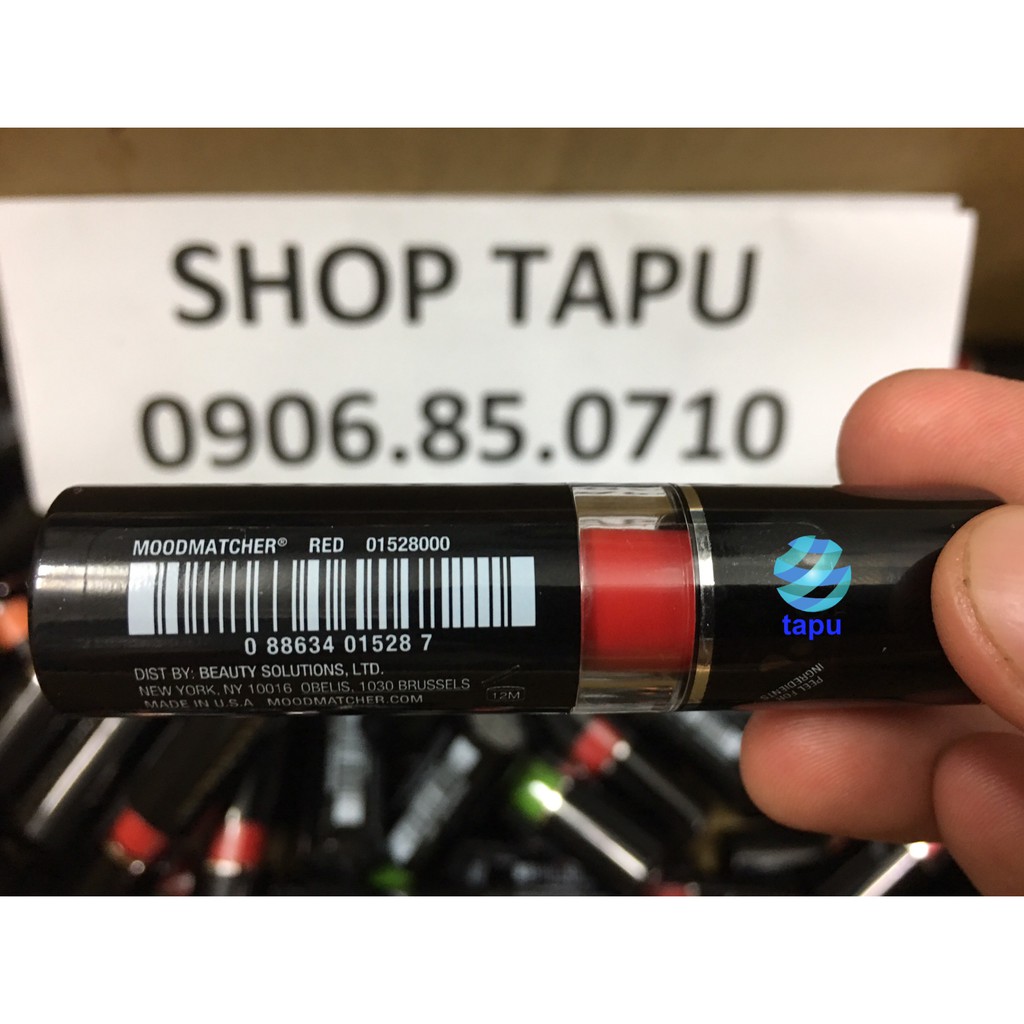 SHOP TAPU
0906.85.0710
MOODMATCHER® RED 01528000
0 88634 01528 7
DIST BY: BEAUTY SOLUTIONS, LTD.
NEW YORK, NY 10016 OBELIS, 1030 BRUSSELS
MADE IN U.S.A MOODMATCHER.COM
12M
tapu
PEEL
INGREDIENTS